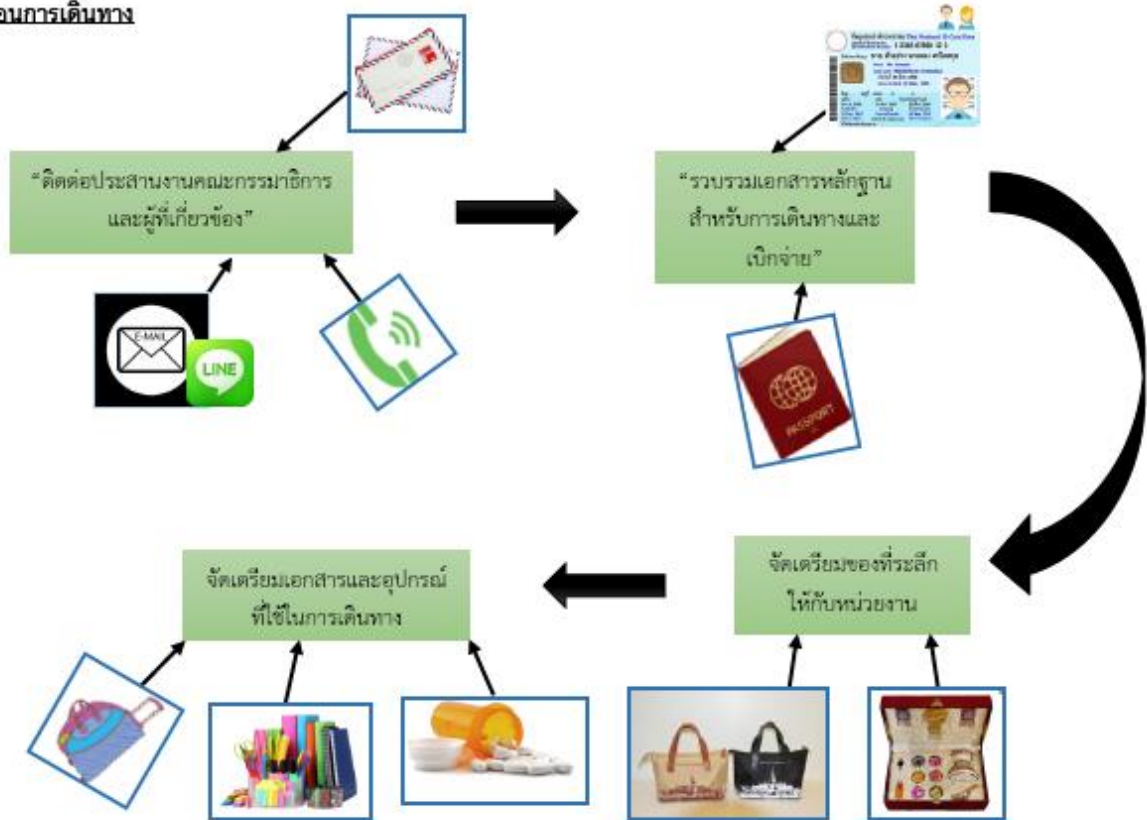 อนการเดินทาง
“ติดต่อประสานงานคณะกรรมาธิการ
และผู้ที่เกี่ยวข้อง”
“รวบรวมเอกสารหลักฐาน
สำหรับการเดินทางและ
เบิกจ่าย”
E-MAIL
LINE
PASSPORT
จัดเตรียมเอกสารและอุปกรณ์
ที่ใช้ในการเดินทาง
จัดเตรียมของที่ระลึก
ให้กับหน่วยงาน